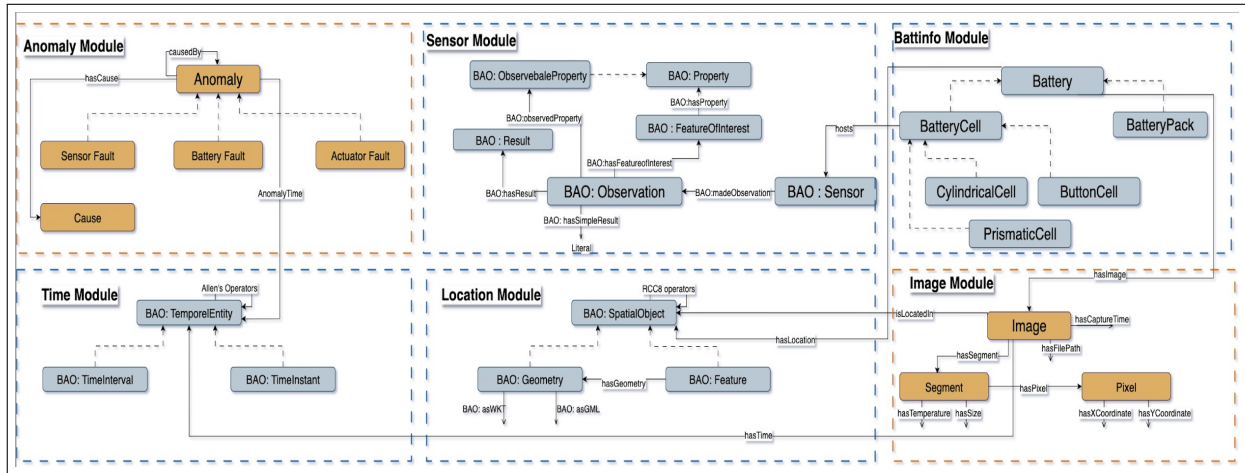 Anomaly Module
causedBy
hasCause
Anomaly
Sensor Fault
Battery Fault
Actuator Fault
AnomalyTime
Cause
Sensor Module
BAO: ObservebaleProperty
BAO: Property
BAO:hasProperty
BAO:observedProperty
BAO : FeatureOfInterest
BAO : Result
BAO:hasFeatureofInterest
BAO:hasResult
BAO: Observation
BAO:madeObservation
BAO : Sensor
BAO: hasSimpleResult
Literal
hosts
Battinfo Module
Battery
BatteryCell
BatteryPack
CylindricalCell
ButtonCell
PrismaticCell
Time Module
Allen's Operators
BAO: TemporelEntity
BAO: TimeInterval
BAO: TimeInstant
Location Module
RCC8 operators
BAO: SpatialObject
isLocatedIn
hasLocation
BAO: Geometry
hasGeometry
BAO: Feature
BAO: asWKT
BAO: asGML
hasTime
hasImage
Image Module
Image
hasCaptureTime
hasFilePath
hasSegment
Segment
hasPixel
Pixel
hasTemperature
hasSize
hasXCoordinate
hasYCoordinate